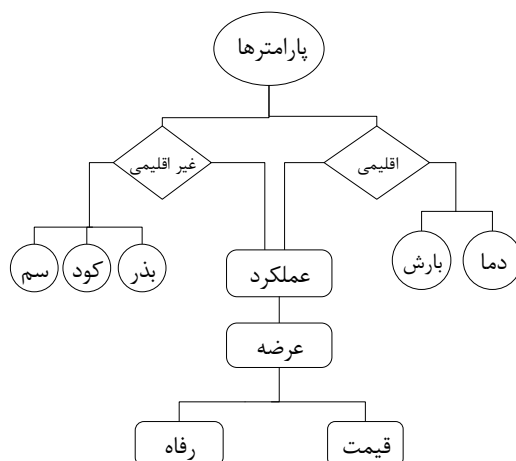 پارامترها
اقلیمی
غیر اقلیمی
دما
بارش
بذر
کود
سم
عملکرد
عرضه
قیمت
رفاه